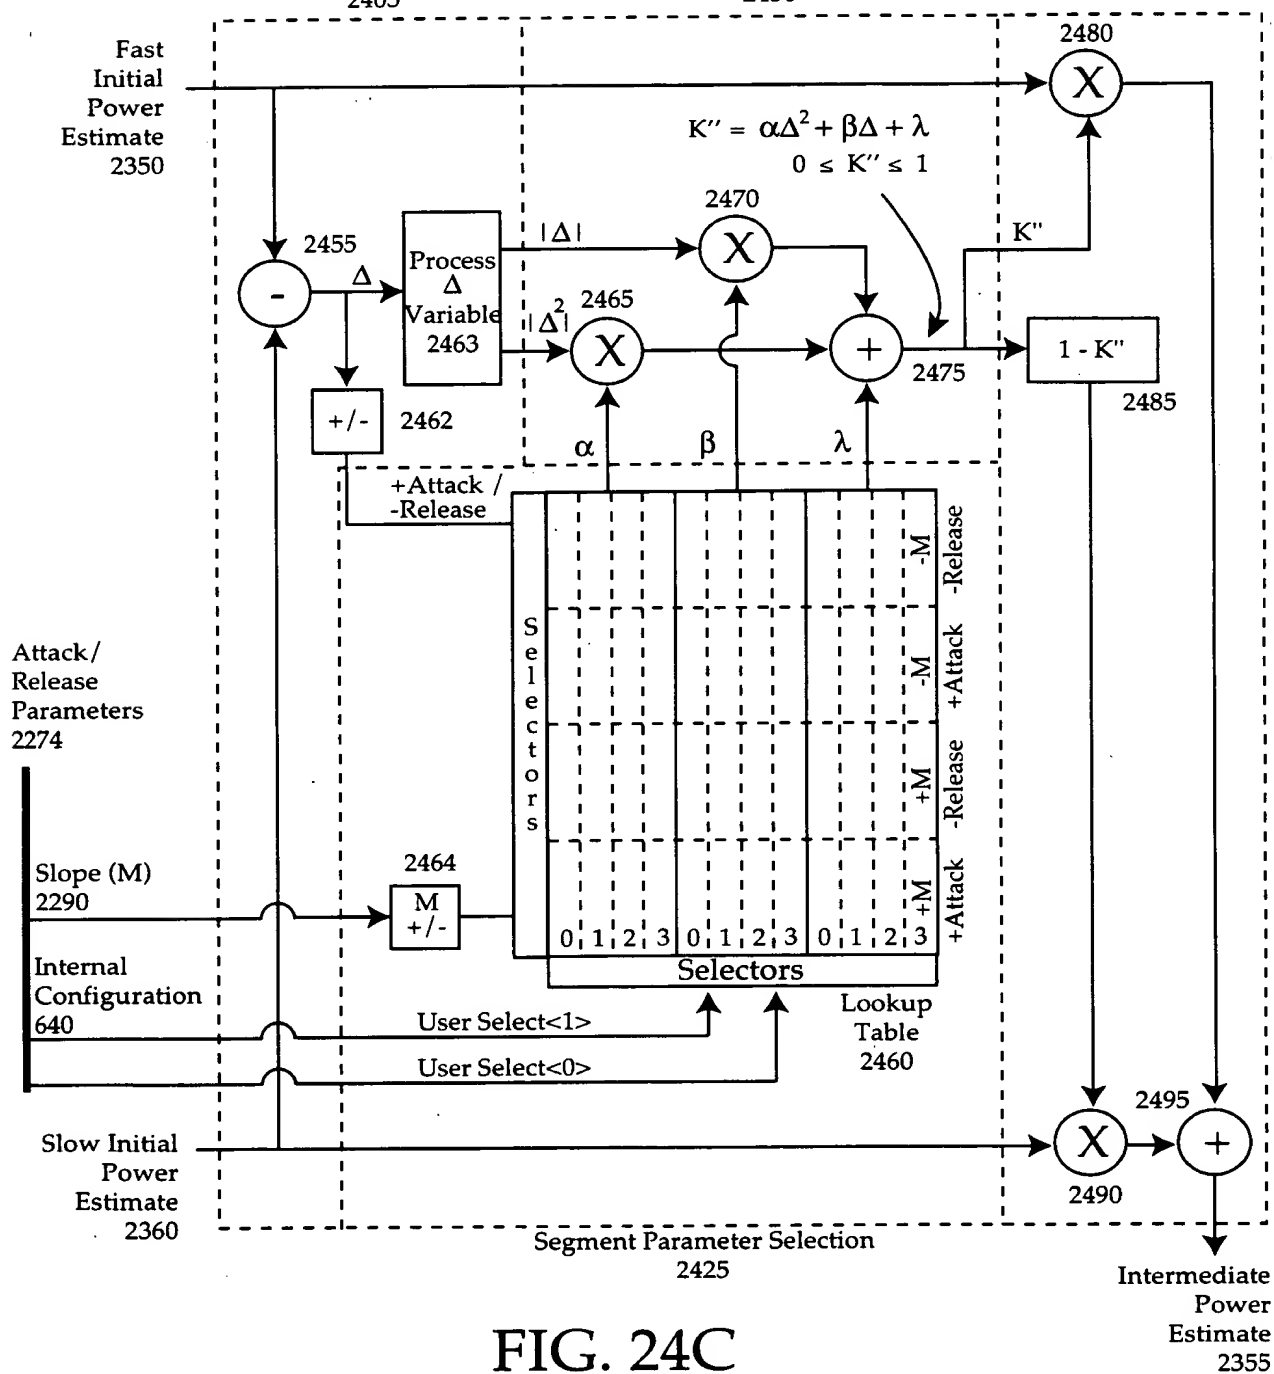 Fast
Initial
Power
Estimate
2350
2480
X
K″ = αΔ² + βΔ + λ
0 ≤ K″ ≤ 1
2470
X
K"
2455
-
Δ
Process
Δ
Variable
2463
|Δ|
|Δ²|
2465
X
+
2475
1 - K"
2485
+/-
2462
α
β
λ
+Attack /
-Release
Selectors
-M
-Release
-M
+Attack
+M
-Release
+M
+Attack
0 1 2 3 0 1 2 3 0 1 2 3
Selectors
Lookup
Table
2460
Attack/
Release
Parameters
2274
Slope (M)
2290
2464
M
+/-
Internal
Configuration
640
User Select<1>
User Select<0>
Slow Initial
Power
Estimate
2360
X
2490
2495
+
Segment Parameter Selection
2425
Intermediate
Power
Estimate
2355
FIG. 24C